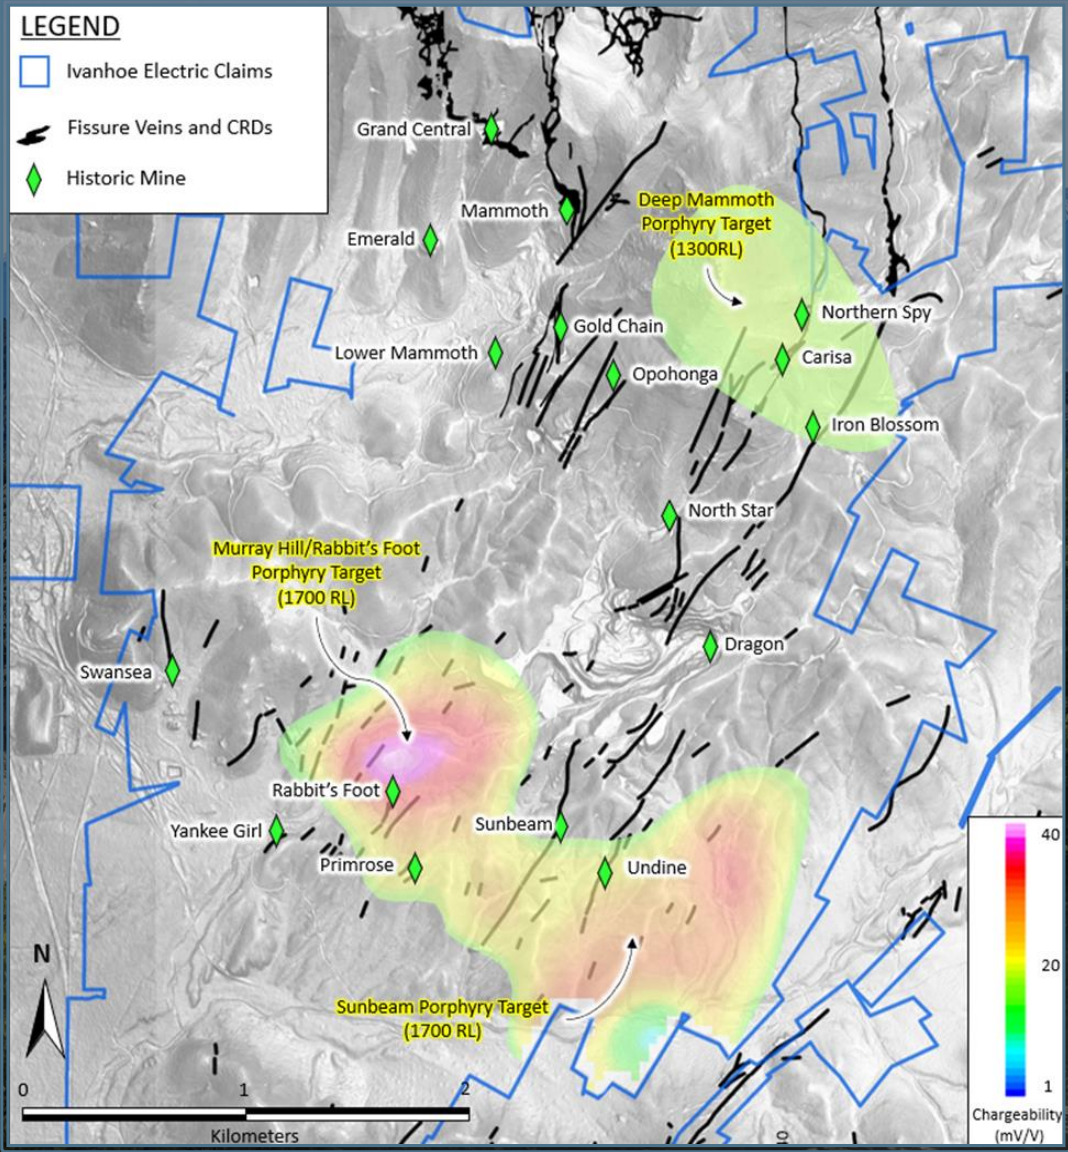 LEGEND
Ivanhoe Electric Claims
Fissure Veins and CRDs
Historic Mine
Grand Central
Mammoth
Deep Mammoth
Porphyry Target
(1300RL)
Emerald
Northern Spy
Gold Chain
Lower Mammoth
Carisa
Opohonga
Iron Blossom
North Star
Murray Hill/Rabbit's Foot
Porphyry Target
(1700 RL)
Dragon
Swansea
Rabbit's Foot
Yankee Girl
Sunbeam
Primrose
Undine
N
Sunbeam Porphyry Target
(1700 RL)
0 1 2
Kilometers
40
20
1
Chargeability
(mV/V)